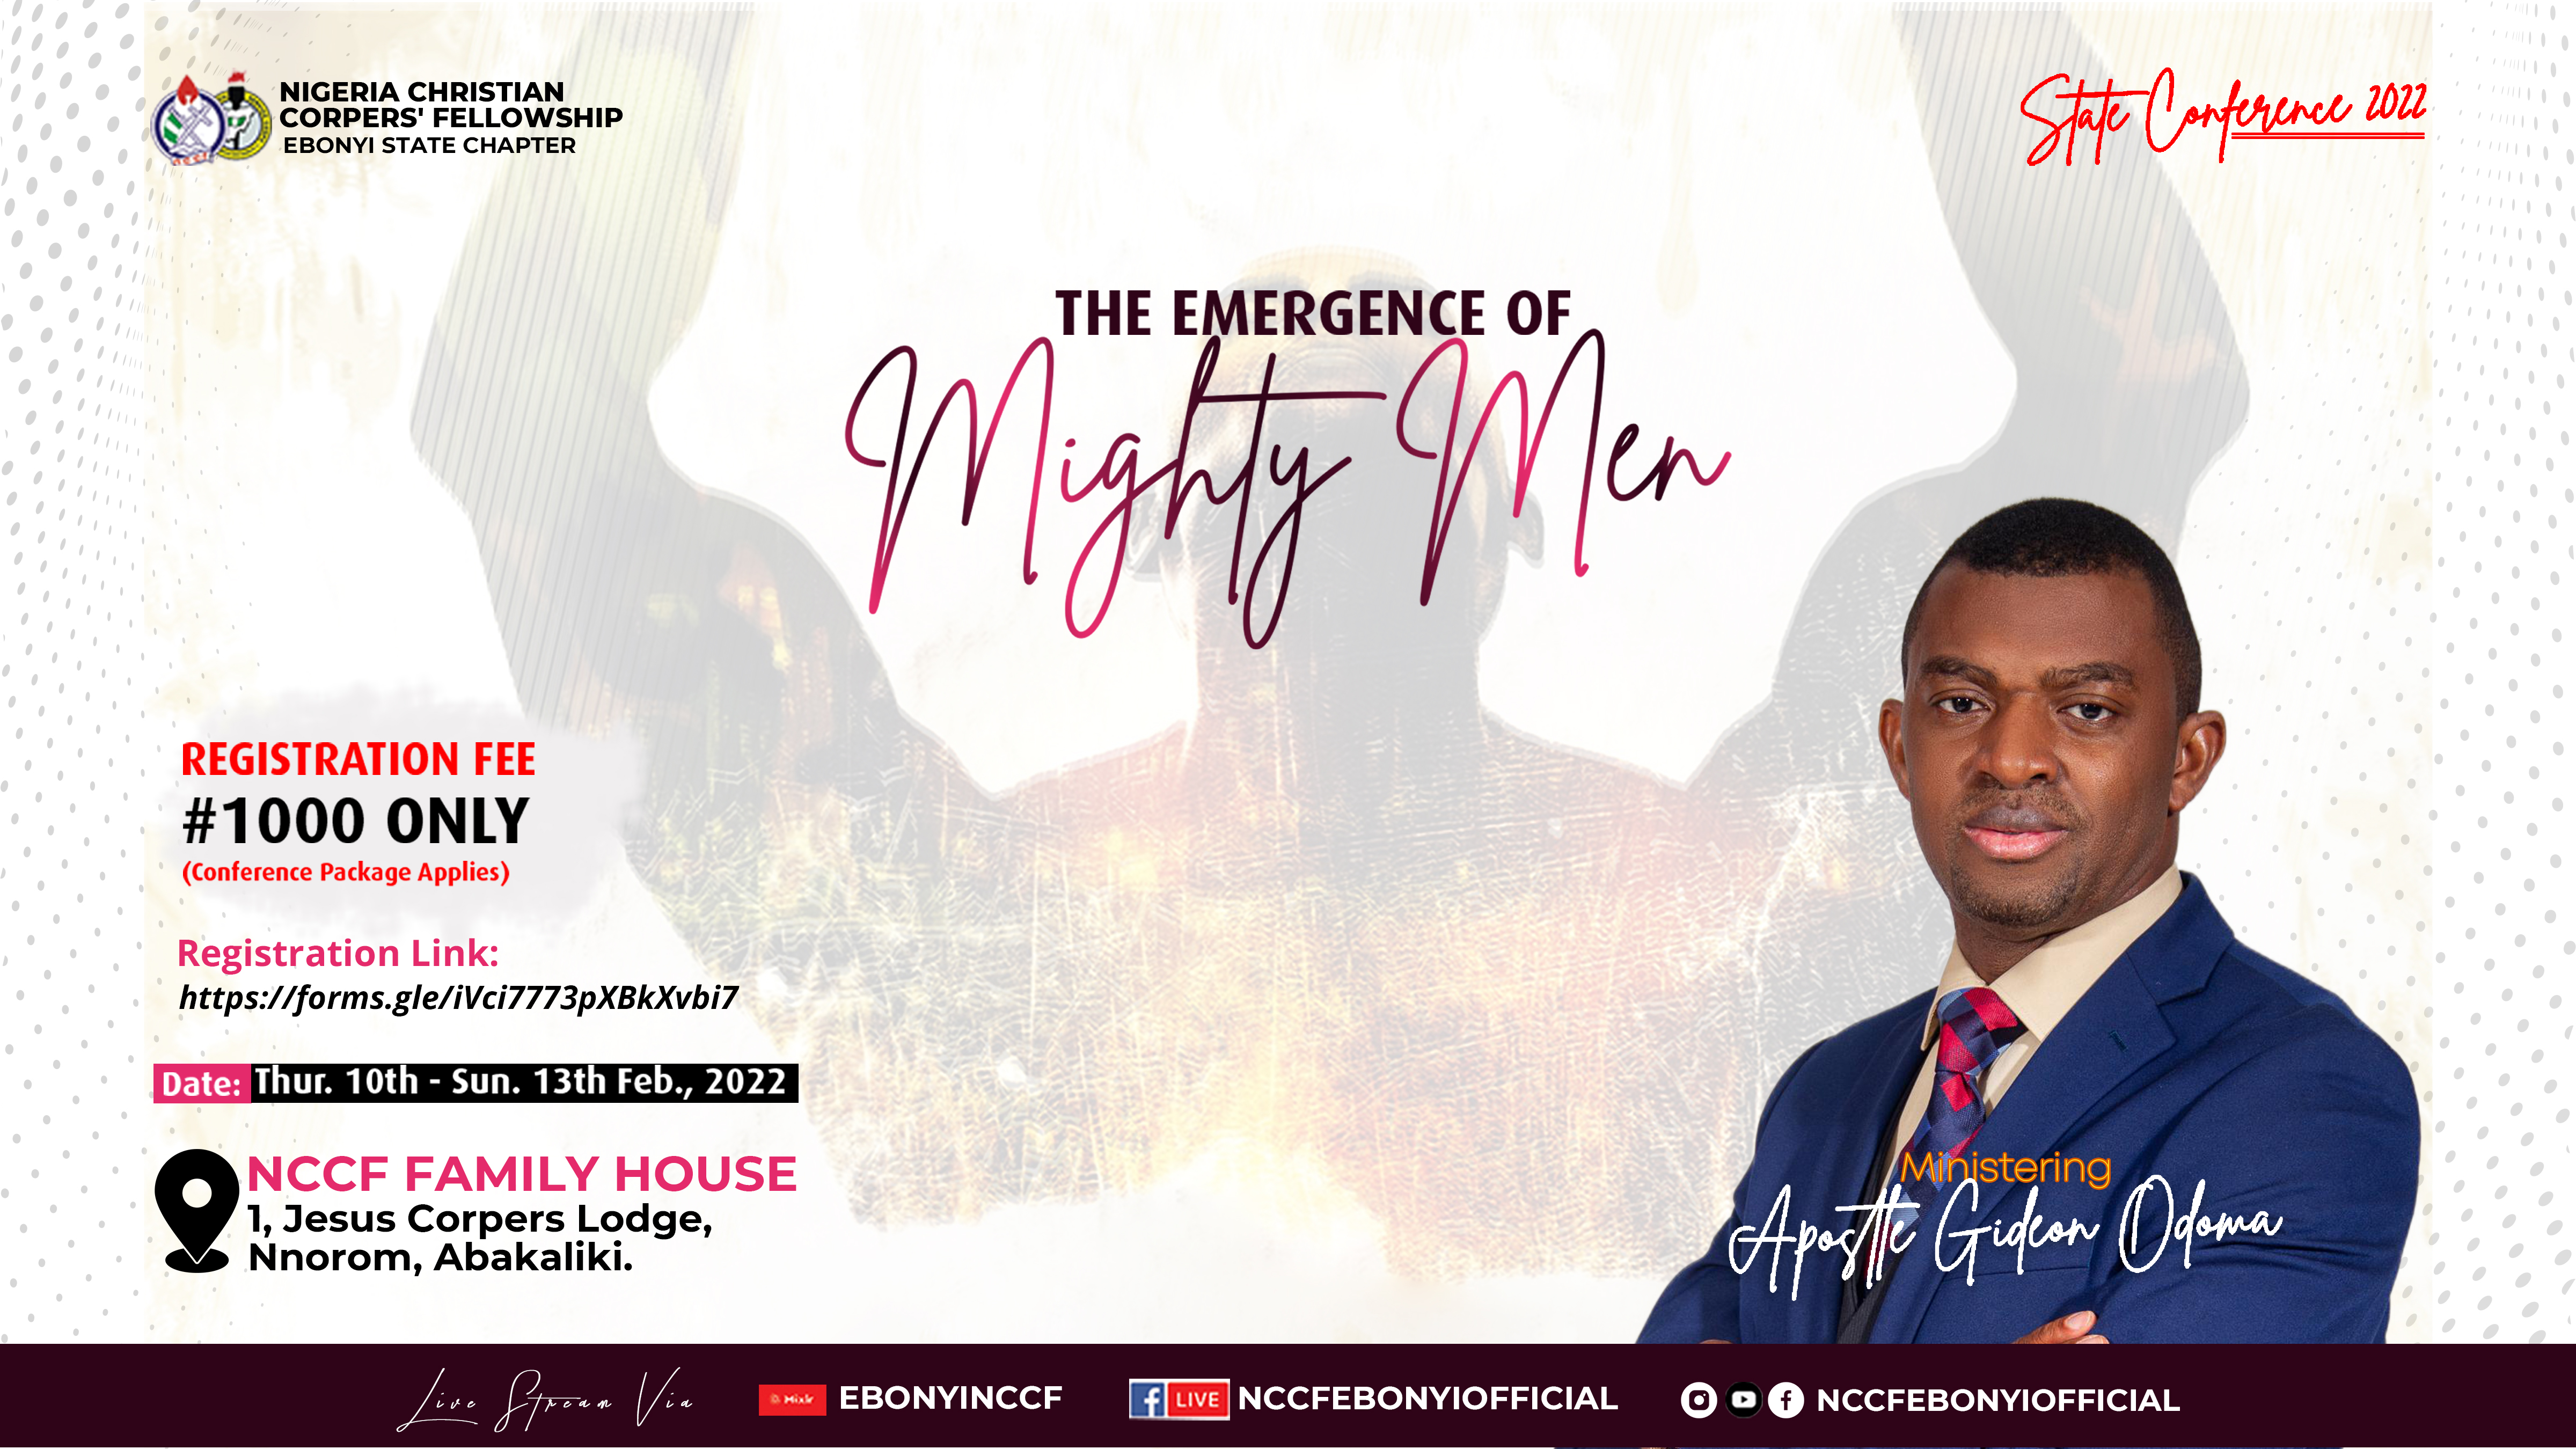 NIGERIA CHRISTIAN
CORPERS' FELLOWSHIP
EBONYI STATE CHAPTER
State Conference 2022
THE EMERGENCE OF
Mighty Men
REGISTRATION FEE
#1000 ONLY
(Conference Package Applies)
Registration Link:
https://forms.gle/iVci7773pXBkXvbi7
Date: Thur. 10th - Sun. 13th Feb., 2022
NCCF FAMILY HOUSE
1, Jesus Corpers Lodge,
Nnorom, Abakaliki.
Ministering
Apostle Gideon Odoma
Live Stream Via Mixlr EBONYINCCF LIVE NCCFEBONYIOFFICIAL NCCFEBONYIOFFICIAL